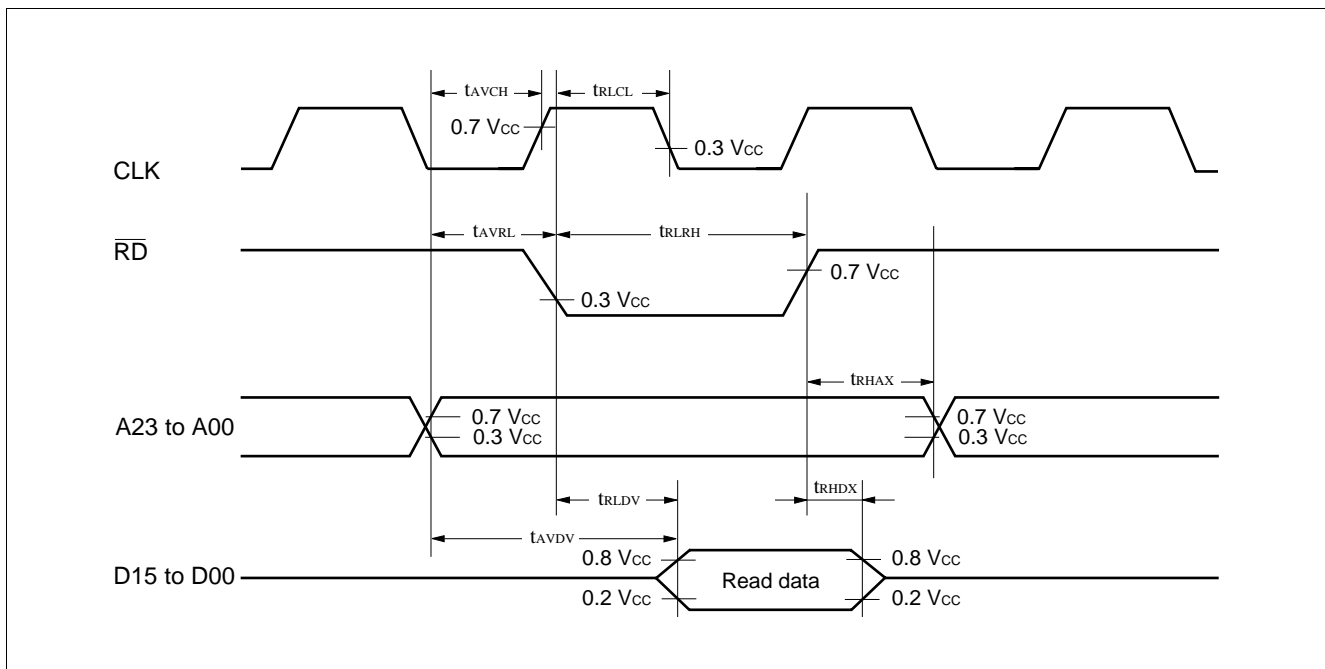 tAVCH
tRLCL
0.7 VCC
0.3 VCC
CLK
tAVRL
tRLRH
RD
0.7 VCC
0.3 VCC
tRHAX
A23 to A00
0.7 VCC
0.3 VCC
0.7 VCC
0.3 VCC
tRLDV
tRHDX
tAVDV
0.8 VCC
0.8 VCC
D15 to D00
Read data
0.2 VCC
0.2 VCC